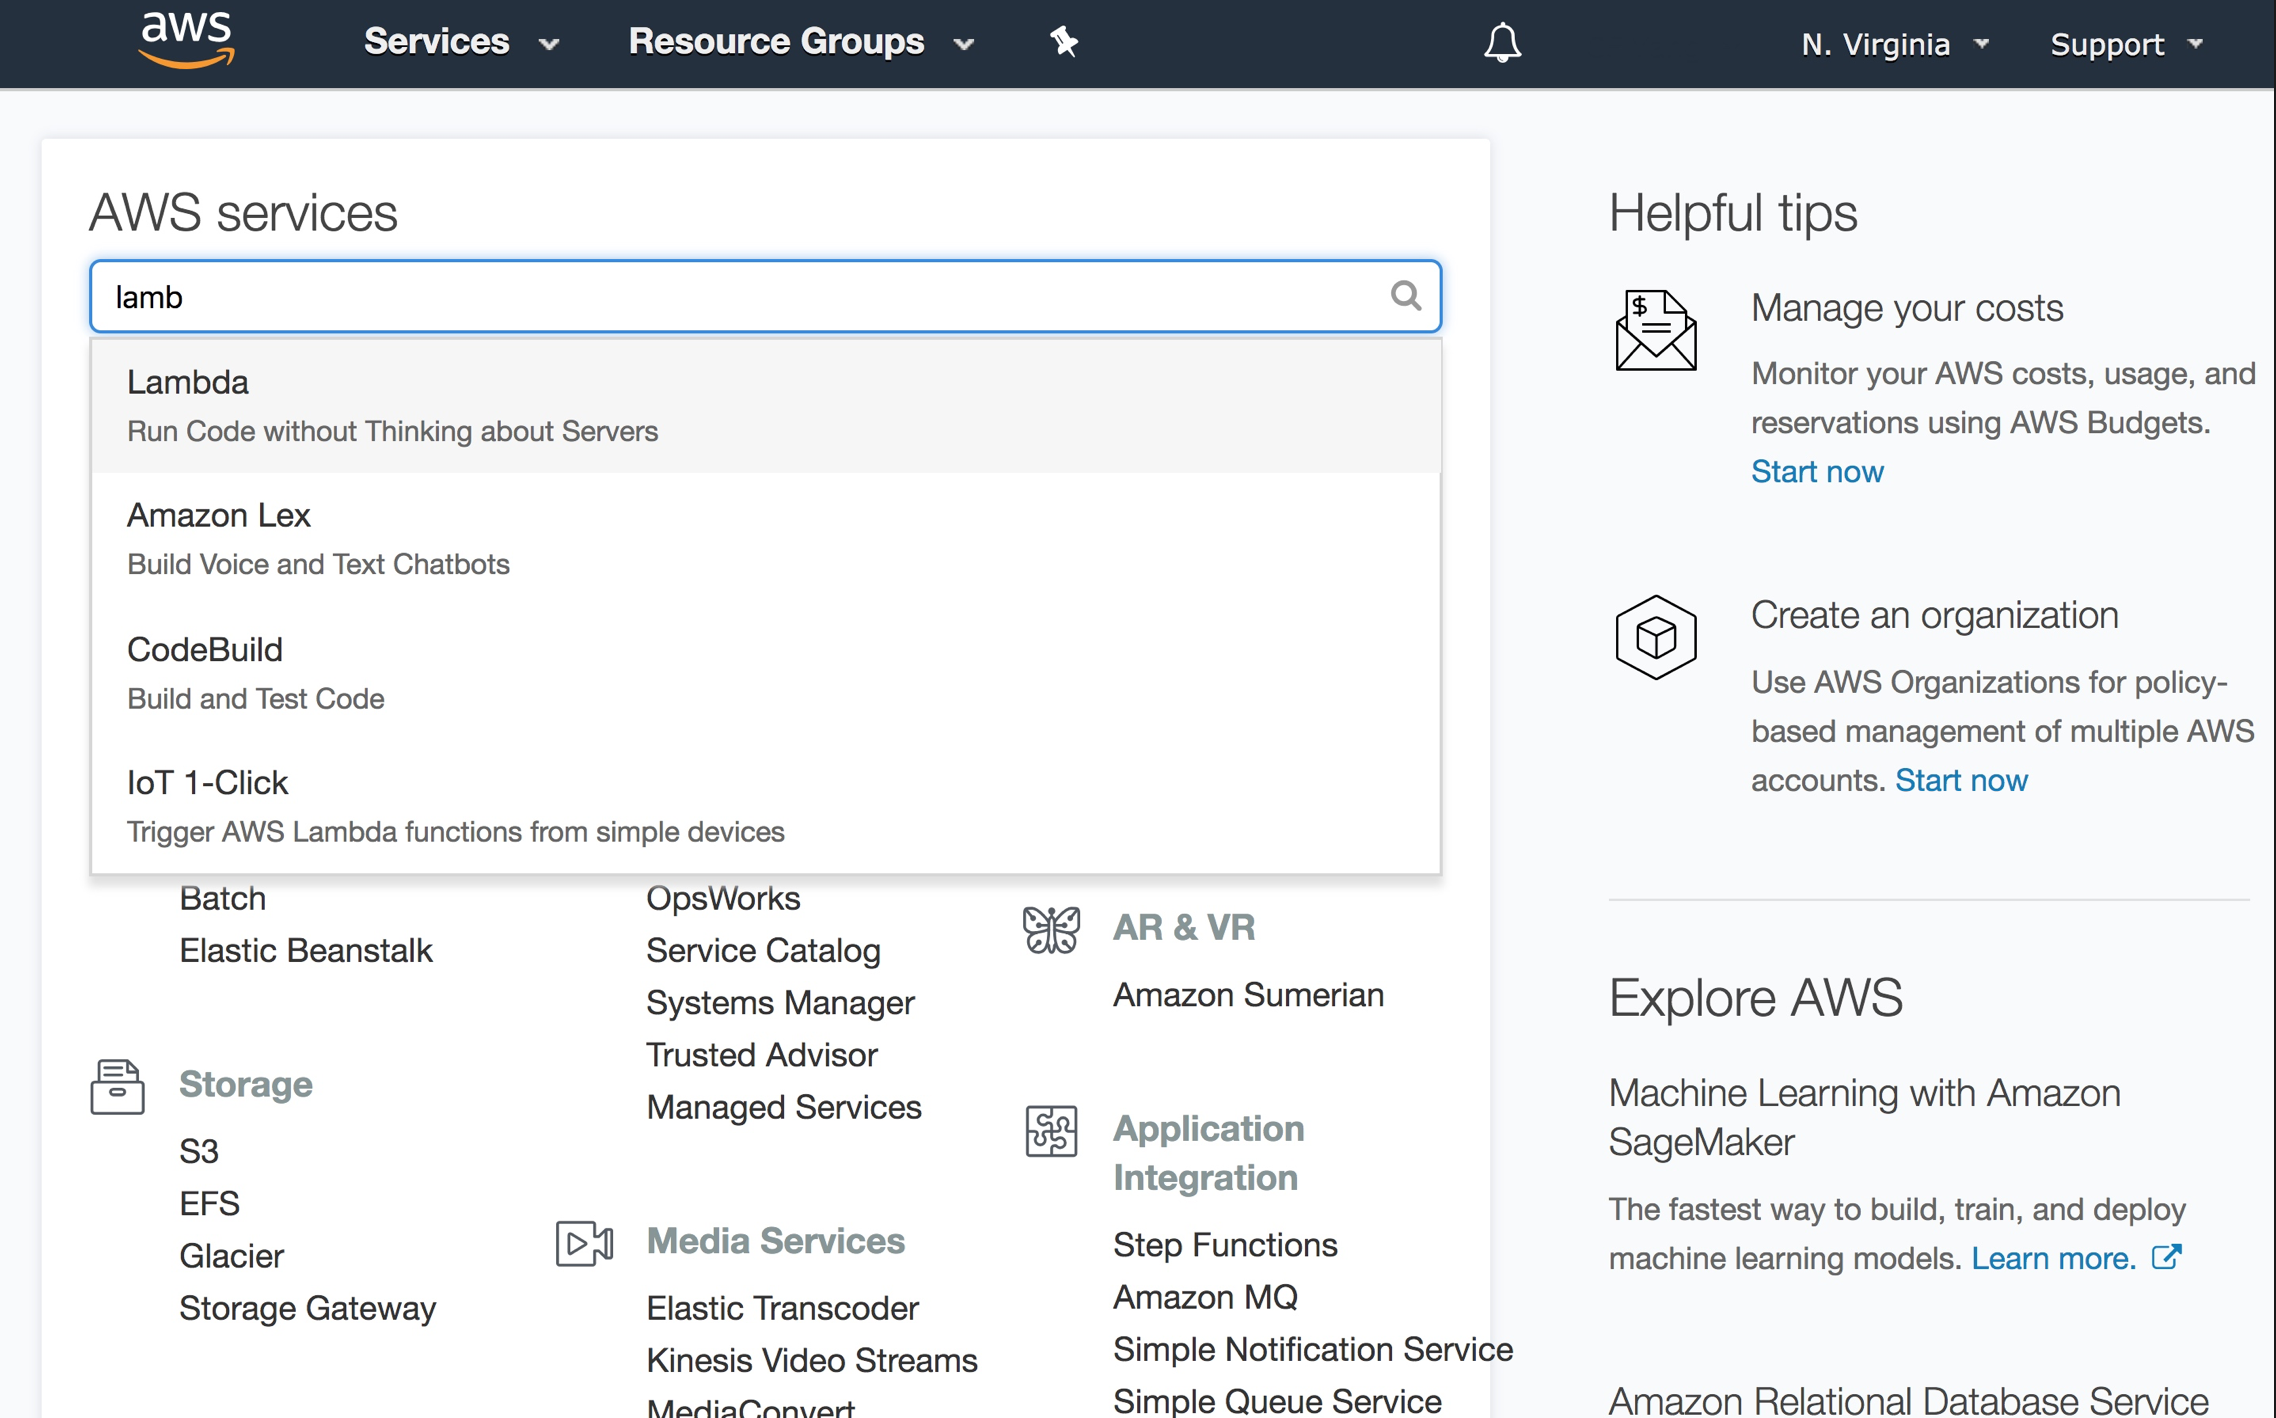 aws
Services
Resource Groups
N. Virginia
Support
AWS services
lamb
Lambda
Run Code without Thinking about Servers
Amazon Lex
Build Voice and Text Chatbots
CodeBuild
Build and Test Code
IoT 1-Click
Trigger AWS Lambda functions from simple devices
Batch
Elastic Beanstalk
Storage
S3
EFS
Glacier
Storage Gateway
OpsWorks
Service Catalog
Systems Manager
Trusted Advisor
Managed Services
Media Services
Elastic Transcoder
Kinesis Video Streams
MediaConvert
AR & VR
Amazon Sumerian
Application
Integration
Step Functions
Amazon MQ
Simple Notification Service
Simple Queue Service
Helpful tips
$
Manage your costs
Monitor your AWS costs, usage, and
reservations using AWS Budgets.
Start now
Create an organization
Use AWS Organizations for policy-
based management of multiple AWS
accounts. Start now
Explore AWS
Machine Learning with Amazon
SageMaker
The fastest way to build, train, and deploy
machine learning models. Learn more.
Amazon Relational Database Service